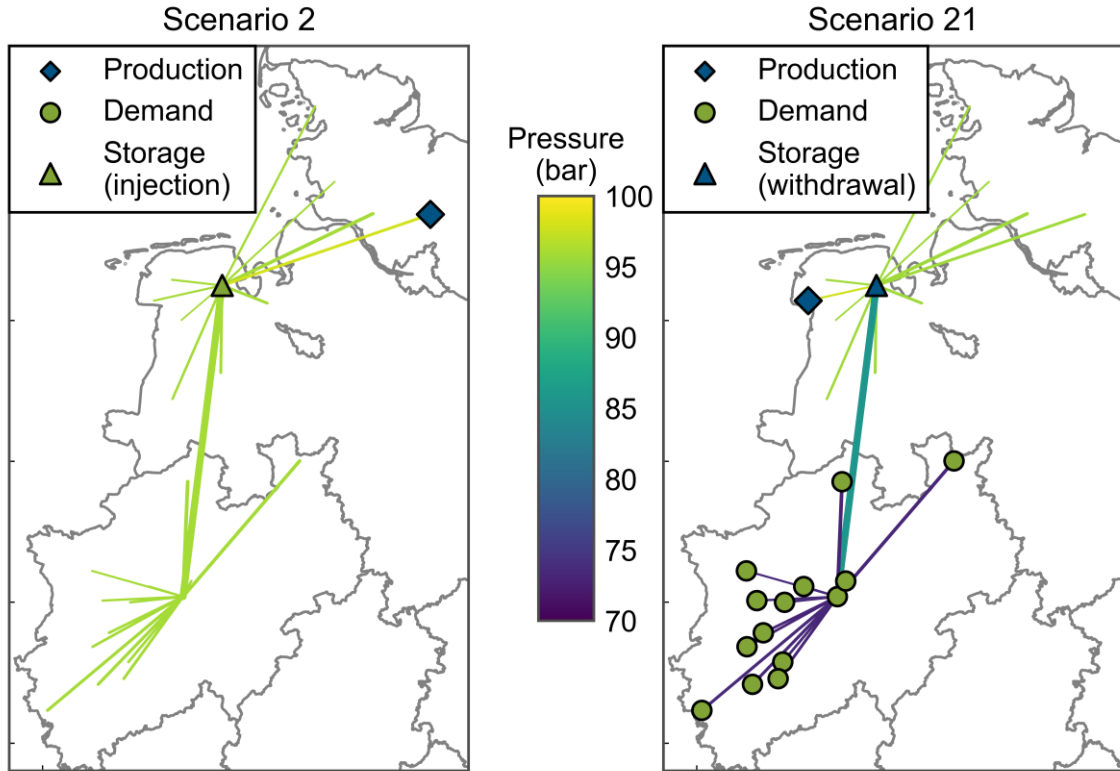 Scenario 2
Production
Demand
Storage
(injection)
Pressure
(bar)
100
95
90
85
80
75
70
Scenario 21
Production
Demand
Storage
(withdrawal)